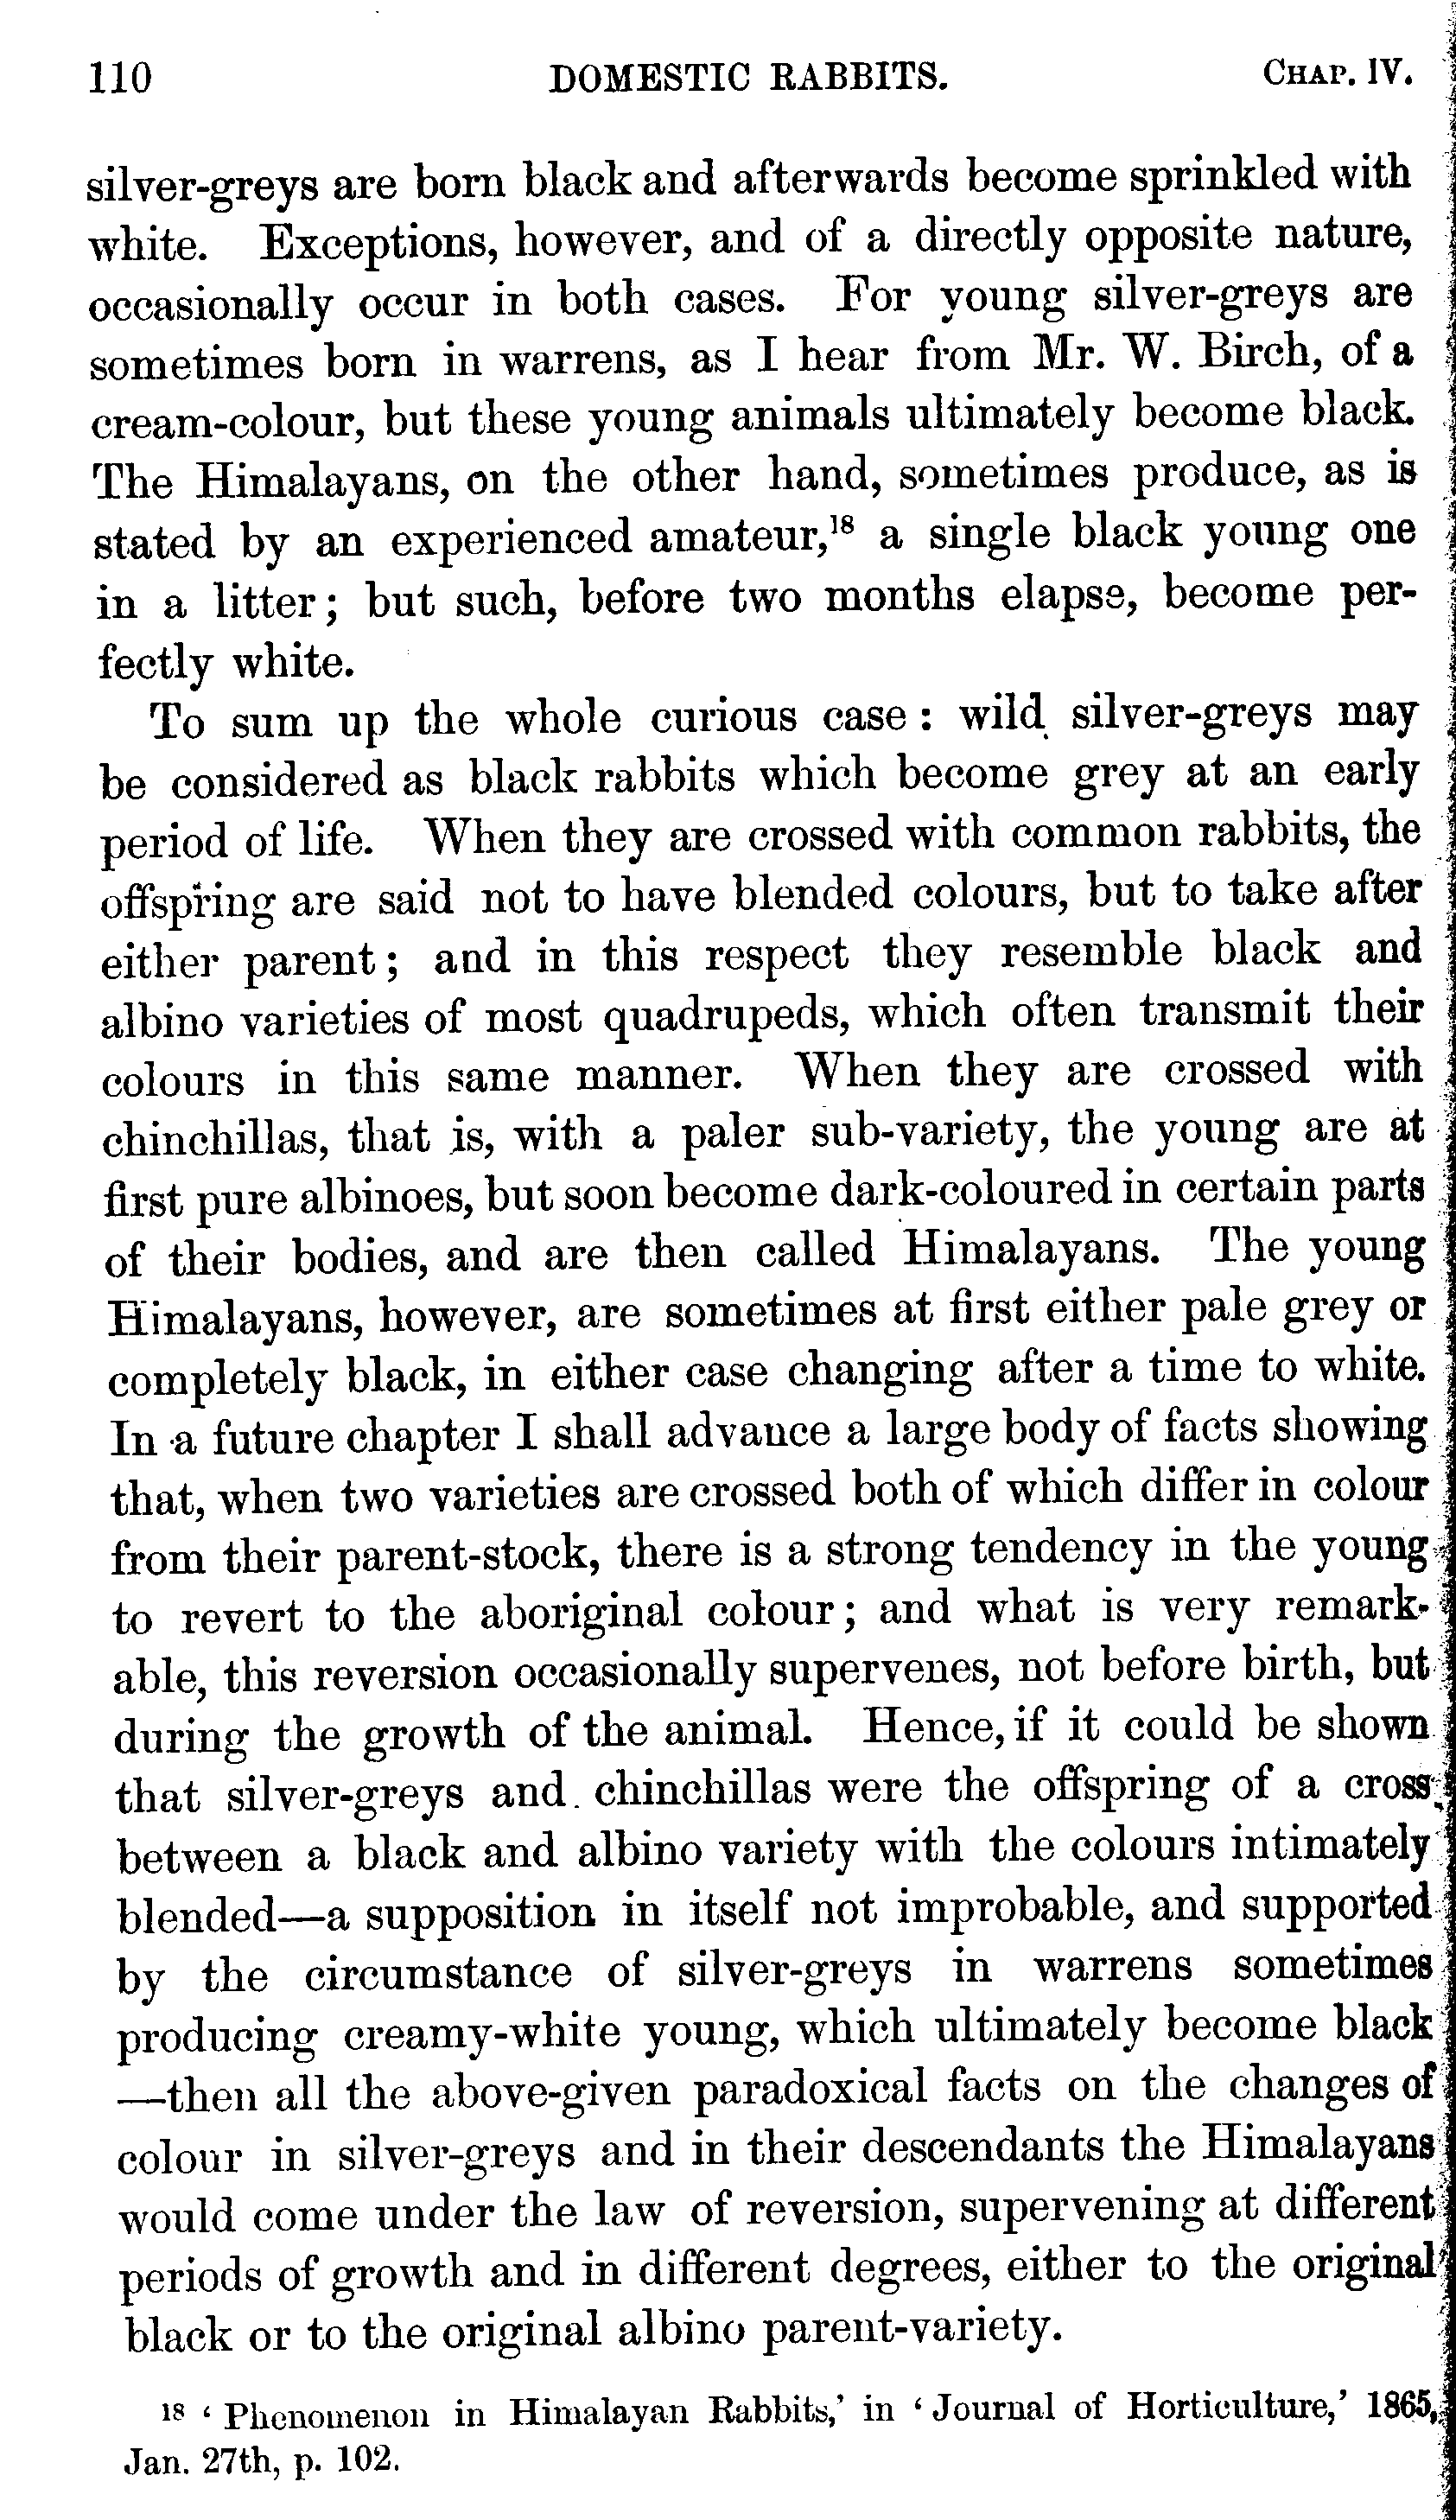 110 DOMESTIC RABBITS. CHAP. IV.
silver-greys are born black and afterwards become sprinkled with
white. Exceptions, however, and of a directly opposite nature,
occasionally occur in both cases. For young silver-greys are
sometimes born in warrens, as I hear from Mr. W. Birch, of a
cream-colour, but these young animals ultimately become black.
The Himalayans, on the other hand, sometimes produce, as is
stated by an experienced amateur,¹⁸ a single black young one
in a litter; but such, before two months elapse, become per-
fectly white.
To sum up the whole curious case: wild silver-greys may
be considered as black rabbits which become grey at an early
period of life. When they are crossed with common rabbits, the
offspring are said not to have blended colours, but to take after
either parent; and in this respect they resemble black and
albino varieties of most quadrupeds, which often transmit their
colours in this same manner. When they are crossed with
chinchillas, that is, with a paler sub-variety, the young are at
first pure albinoes, but soon become dark-coloured in certain parts
of their bodies, and are then called Himalayans. The young
Himalayans, however, are sometimes at first either pale grey or
completely black, in either case changing after a time to white.
In a future chapter I shall advance a large body of facts showing
that, when two varieties are crossed both of which differ in colour
from their parent-stock, there is a strong tendency in the young
to revert to the aboriginal colour; and what is very remark-
able, this reversion occasionally supervenes, not before birth, but
during the growth of the animal. Hence, if it could be shown
that silver-greys and chinchillas were the offspring of a cross
between a black and albino variety with the colours intimately
blended—a supposition in itself not improbable, and supported
by the circumstance of silver-greys in warrens sometimes
producing creamy-white young, which ultimately become black
—then all the above-given paradoxical facts on the changes of
colour in silver-greys and in their descendants the Himalayans
would come under the law of reversion, supervening at different
periods of growth and in different degrees, either to the original
black or to the original albino parent-variety.
¹⁸ 'Phenomenon in Himalayan Rabbits,' in 'Journal of Horticulture,' 1865,
Jan. 27th, p. 102.